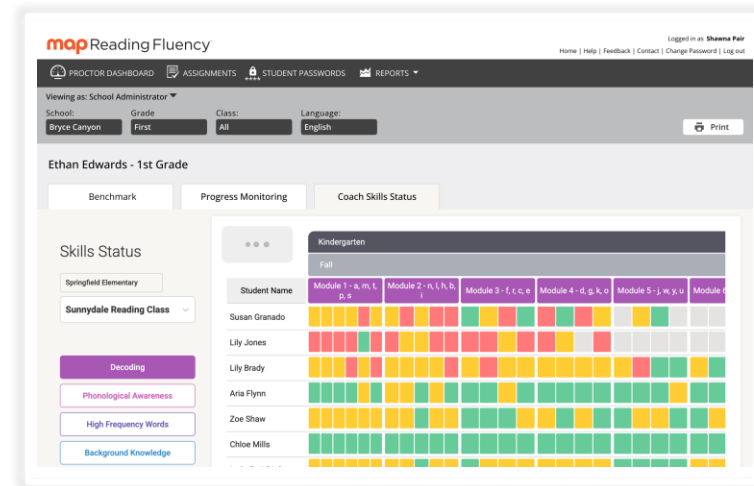 map Reading Fluency
Logged in as Shawna Pair
Home | Help | Feedback | Contact | Change Password | Log out
PROCTOR DASHBOARD ASSIGNMENTS STUDENT PASSWORDS REPORTS
Viewing as: School Administrator
School: Grade Class: Language:
Bryce Canyon First All English
Print
Ethan Edwards - 1st Grade
Benchmark Progress Monitoring Coach Skills Status
Skills Status
Springfield Elementary
Sunnydale Reading Class
Decoding
Phonological Awareness
High Frequency Words
Background Knowledge
Kindergarten
Fall
Student Name
Module 1 - a, m, t,
p, s
Module 2 - n, l, h, b,
i
Module 3 - f, r, c, e
Module 4 - d, g, k, o
Module 5 - j, w, y, u
Module 6
Susan Granado
Lily Jones
Lily Brady
Aria Flynn
Zoe Shaw
Chloe Mills